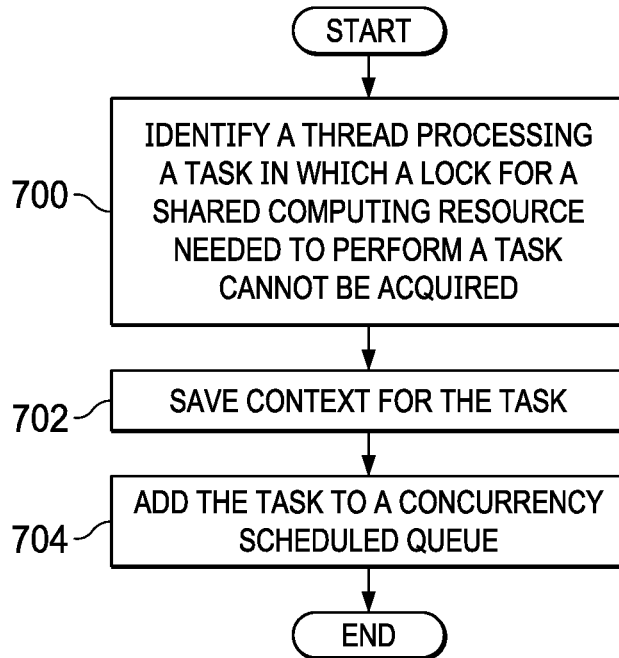 START
700
IDENTIFY A THREAD PROCESSING
A TASK IN WHICH A LOCK FOR A
SHARED COMPUTING RESOURCE
NEEDED TO PERFORM A TASK
CANNOT BE ACQUIRED
702
SAVE CONTEXT FOR THE TASK
704
ADD THE TASK TO A CONCURRENCY
SCHEDULED QUEUE
END